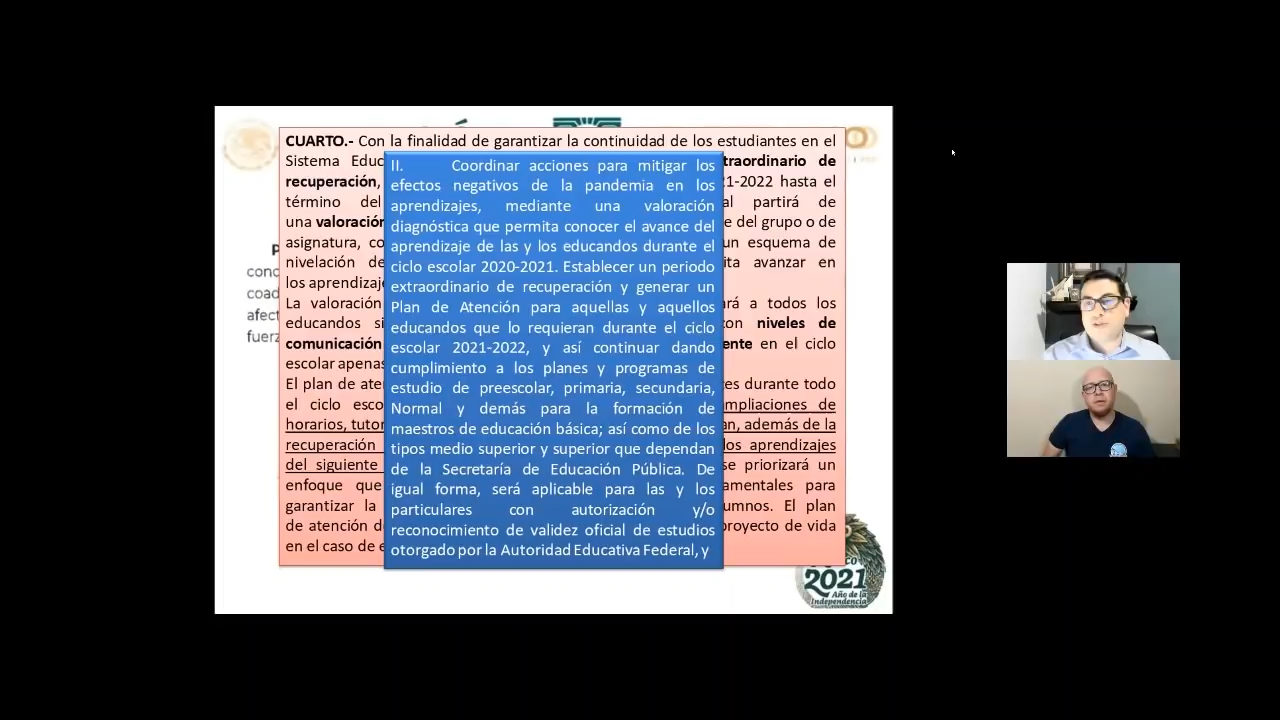 CUARTO.- Con la finalidad de garantizar la continuidad de los estudiantes en el
Sistema Educ traordinario de
recuperación, 21-2022 hasta el
término del al partirá de
una valoración e del grupo o de
asignatura, co un esquema de
nivelación de ita avanzar en
los aprendizaje
La valoración ará a todos los
educandos si con niveles de
comunicación ente en el ciclo
escolar apenas
El plan de ate es durante todo
el ciclo esco mpliaciones de
horarios, tutor an, además de la
recuperación los aprendizajes
del siguiente se priorizará un
enfoque que amentales para
garantizar la umnos. El plan
de atención d proyecto de vida
en el caso de e
II. Coordinar acciones para mitigar los
efectos negativos de la pandemia en los
aprendizajes, mediante una valoración
diagnóstica que permita conocer el avance del
aprendizaje de las y los educandos durante el
ciclo escolar 2020-2021. Establecer un periodo
extraordinario de recuperación y generar un
Plan de Atención para aquellas y aquellos
educandos que lo requieran durante el ciclo
escolar 2021-2022, y así continuar dando
cumplimiento a los planes y programas de
estudio de preescolar, primaria, secundaria,
Normal y demás para la formación de
maestros de educación básica; así como de los
tipos medio superior y superior que dependan
de la Secretaría de Educación Pública. De
igual forma, será aplicable para las y los
particulares con autorización y/o
reconocimiento de validez oficial de estudios
otorgado por la Autoridad Educativa Federal, y
conc
coad
afect
fuerz
2021
Año de la
Independencia